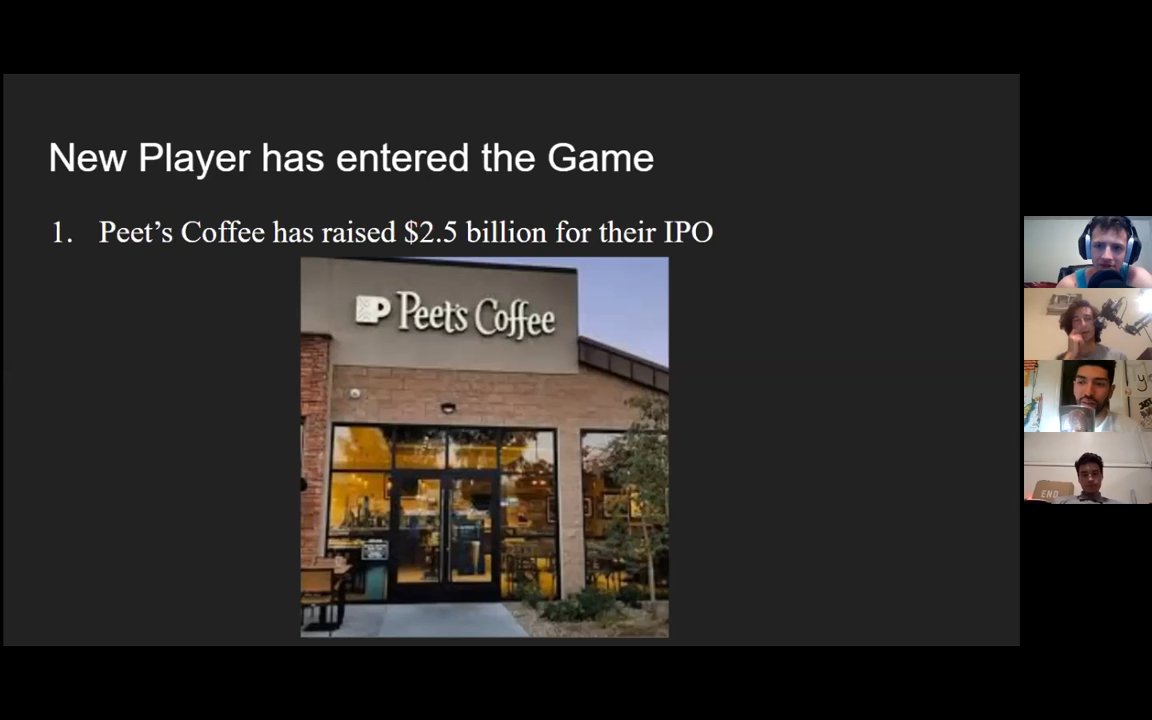 New Player has entered the Game
1. Peet's Coffee has raised $2.5 billion for their IPO
Peet's Coffee
END.